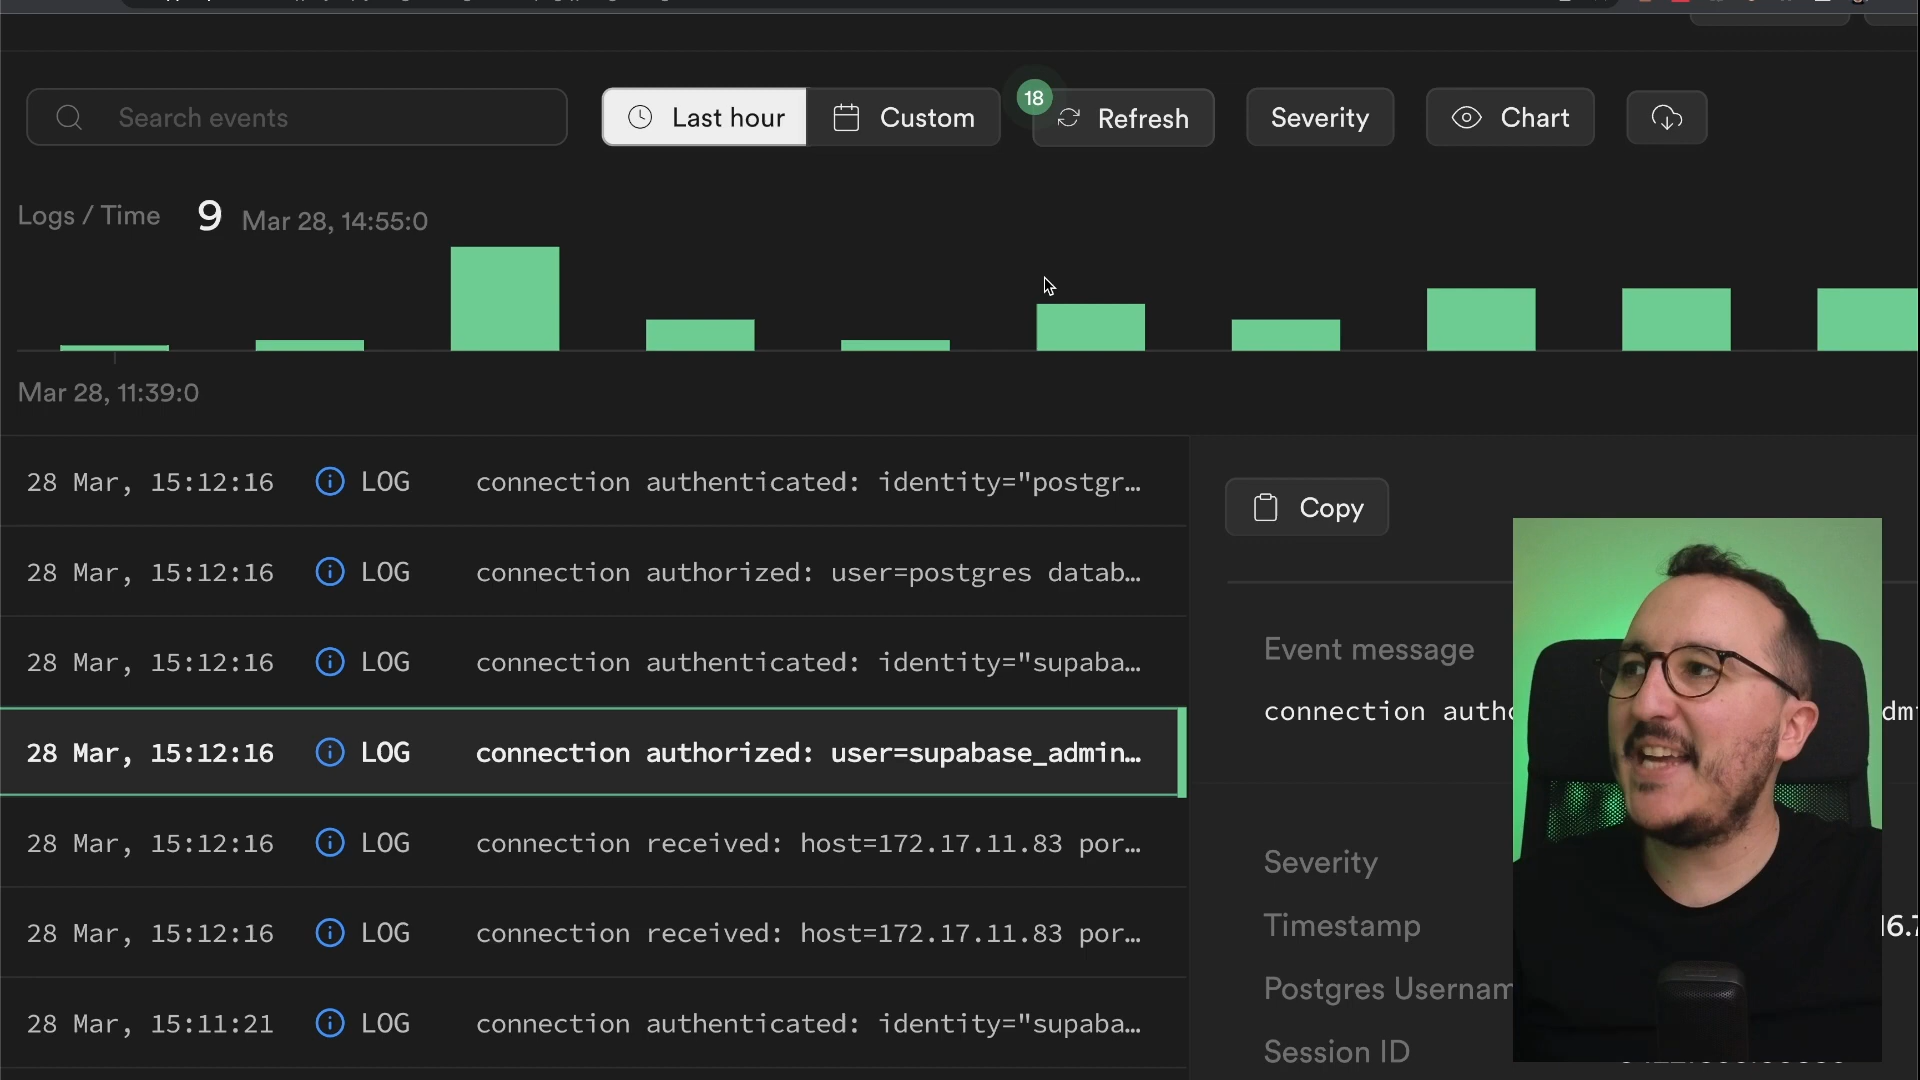 Search events
Last hour
Custom
18
Refresh
Severity
Chart
Logs / Time 9 Mar 28, 14:55:0
Mar 28, 11:39:0
28 Mar, 15:12:16 LOG connection authenticated: identity="postgr…
28 Mar, 15:12:16 LOG connection authorized: user=postgres datab…
28 Mar, 15:12:16 LOG connection authenticated: identity="supaba…
28 Mar, 15:12:16 LOG connection authorized: user=supabase_admin…
28 Mar, 15:12:16 LOG connection received: host=172.17.11.83 por…
28 Mar, 15:12:16 LOG connection received: host=172.17.11.83 por…
28 Mar, 15:11:21 LOG connection authenticated: identity="supaba…
Copy
Event message
connection
Severity
Timestamp
Postgres
Session ID